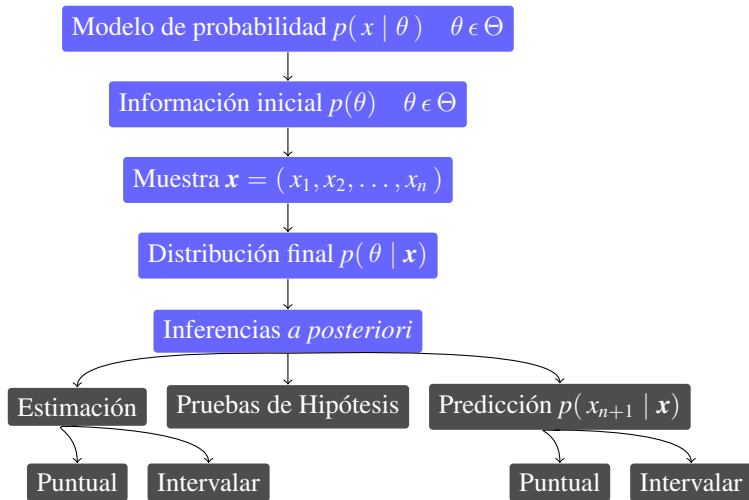 Modelo de probabilidad p( x | θ )    θ ϵ Θ
Información inicial p(θ)    θ ϵ Θ
Muestra x = ( x₁, x₂, . . . , xₙ )
Distribución final p( θ | x)
Inferencias a posteriori
Estimación    Pruebas de Hipótesis    Predicción p( xₙ₊₁ | x)
Puntual    Intervalar    Puntual    Intervalar